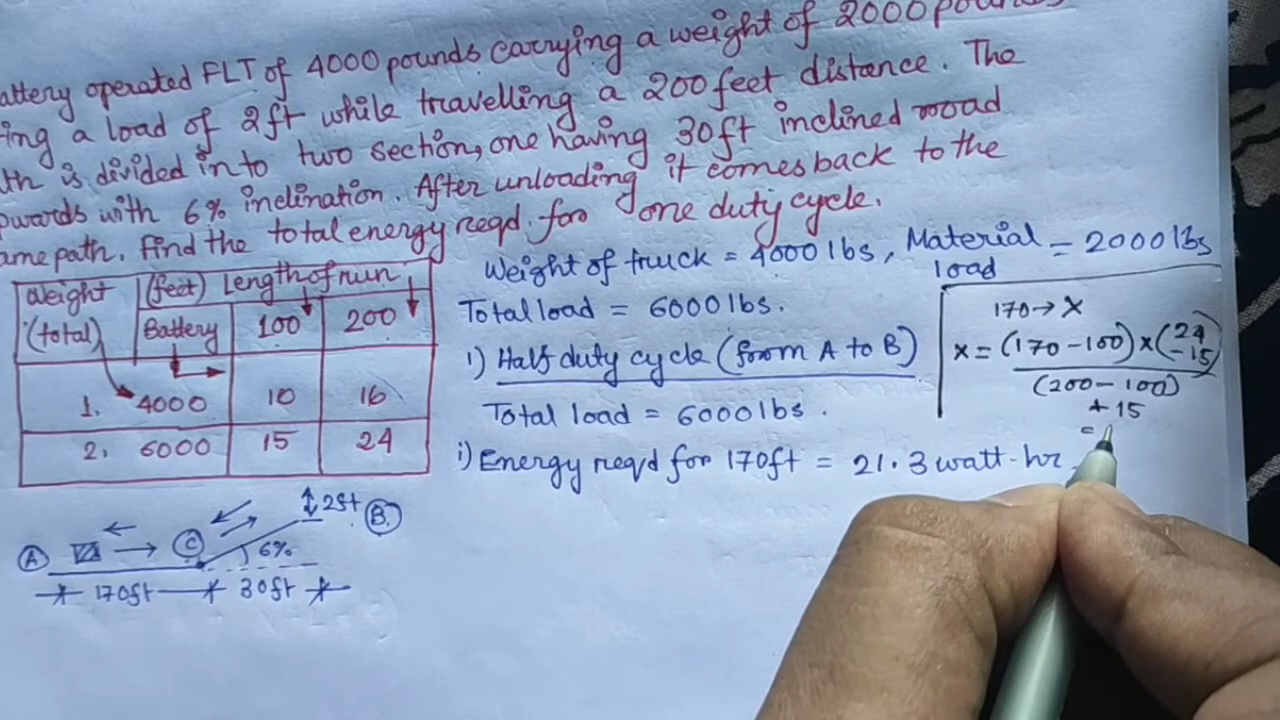 attery operated FLT of 4000 pounds carrying a weight of 2000 pounds
ing a load of 2ft while travelling a 200 feet distance. The
th is divided in to two section, one having 30ft inclined road
pwards with 6% inclination. After unloading it comes back to the
ame path. Find the total energy reqd. for one duty cycle.
Weight (total)
(feet) Length of run
Battery
100
200
1. 4000 10 16
2. 6000 15 24
A
C
2ft
B.
6%
170ft
30ft
Weight of truck = 4000 lbs, Material load = 2000 lbs
Total load = 6000 lbs.
1) Half duty cycle (from A to B)
Total load = 6000 lbs.
i) Energy reqd for 170ft = 21.3 watt-hr
170→ X
X = (170-100)×(24-15)
(200-100)
+ 15
=